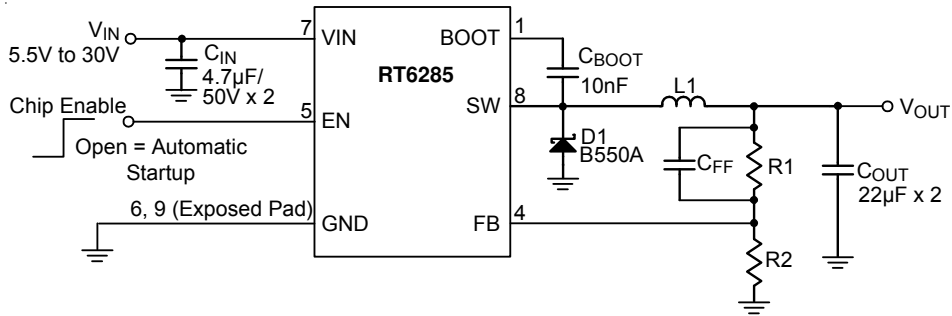 VIN
5.5V to 30V
7
VIN
CIN
4.7µF/
50V x 2
RT6285
BOOT
1
CBOOT
10nF
Chip Enable
5
EN
Open = Automatic
Startup
SW
8
L1
VOUT
D1
B550A
CFF
R1
COUT
22µF x 2
6, 9 (Exposed Pad)
GND
FB
4
R2